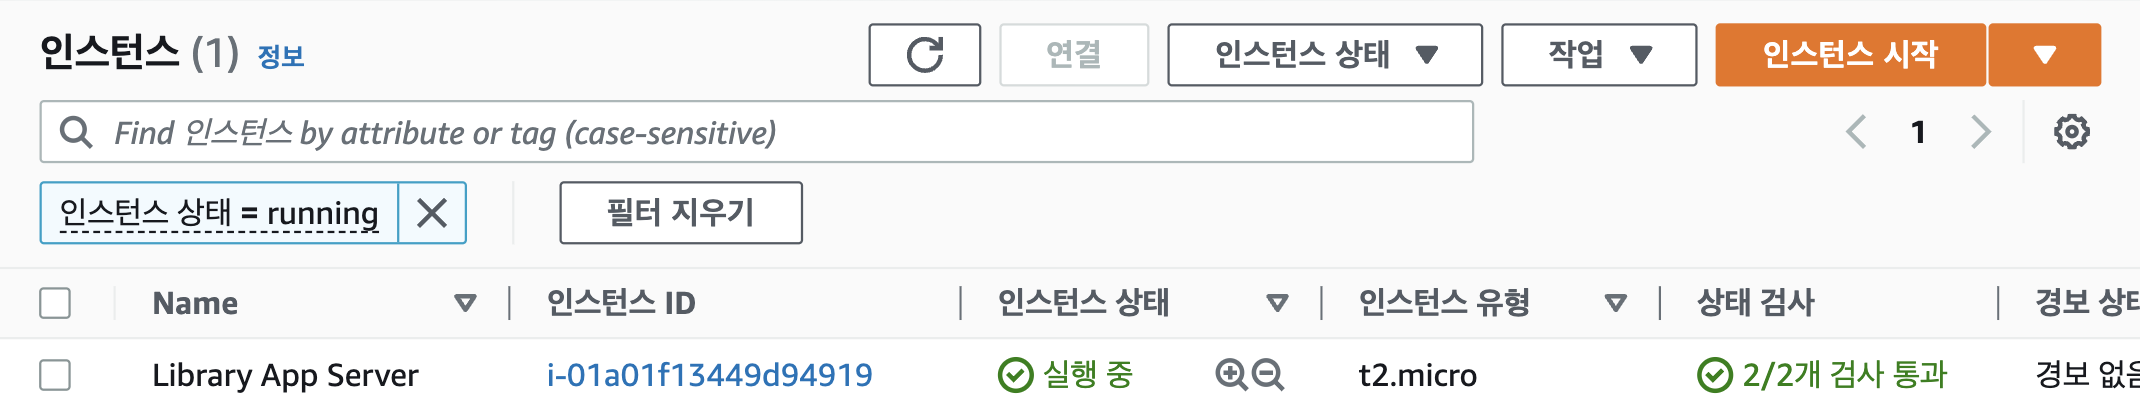 인스턴스 (1) 정보 연결 인스턴스 상태 작업 인스턴스 시작
Find 인스턴스 by attribute or tag (case-sensitive) 1
인스턴스 상태 = running 필터 지우기
Name 인스턴스 ID 인스턴스 상태 인스턴스 유형 상태 검사 경보 상태
Library App Server i-01a01f13449d94919 실행 중 t2.micro 2/2개 검사 통과 경보 없음